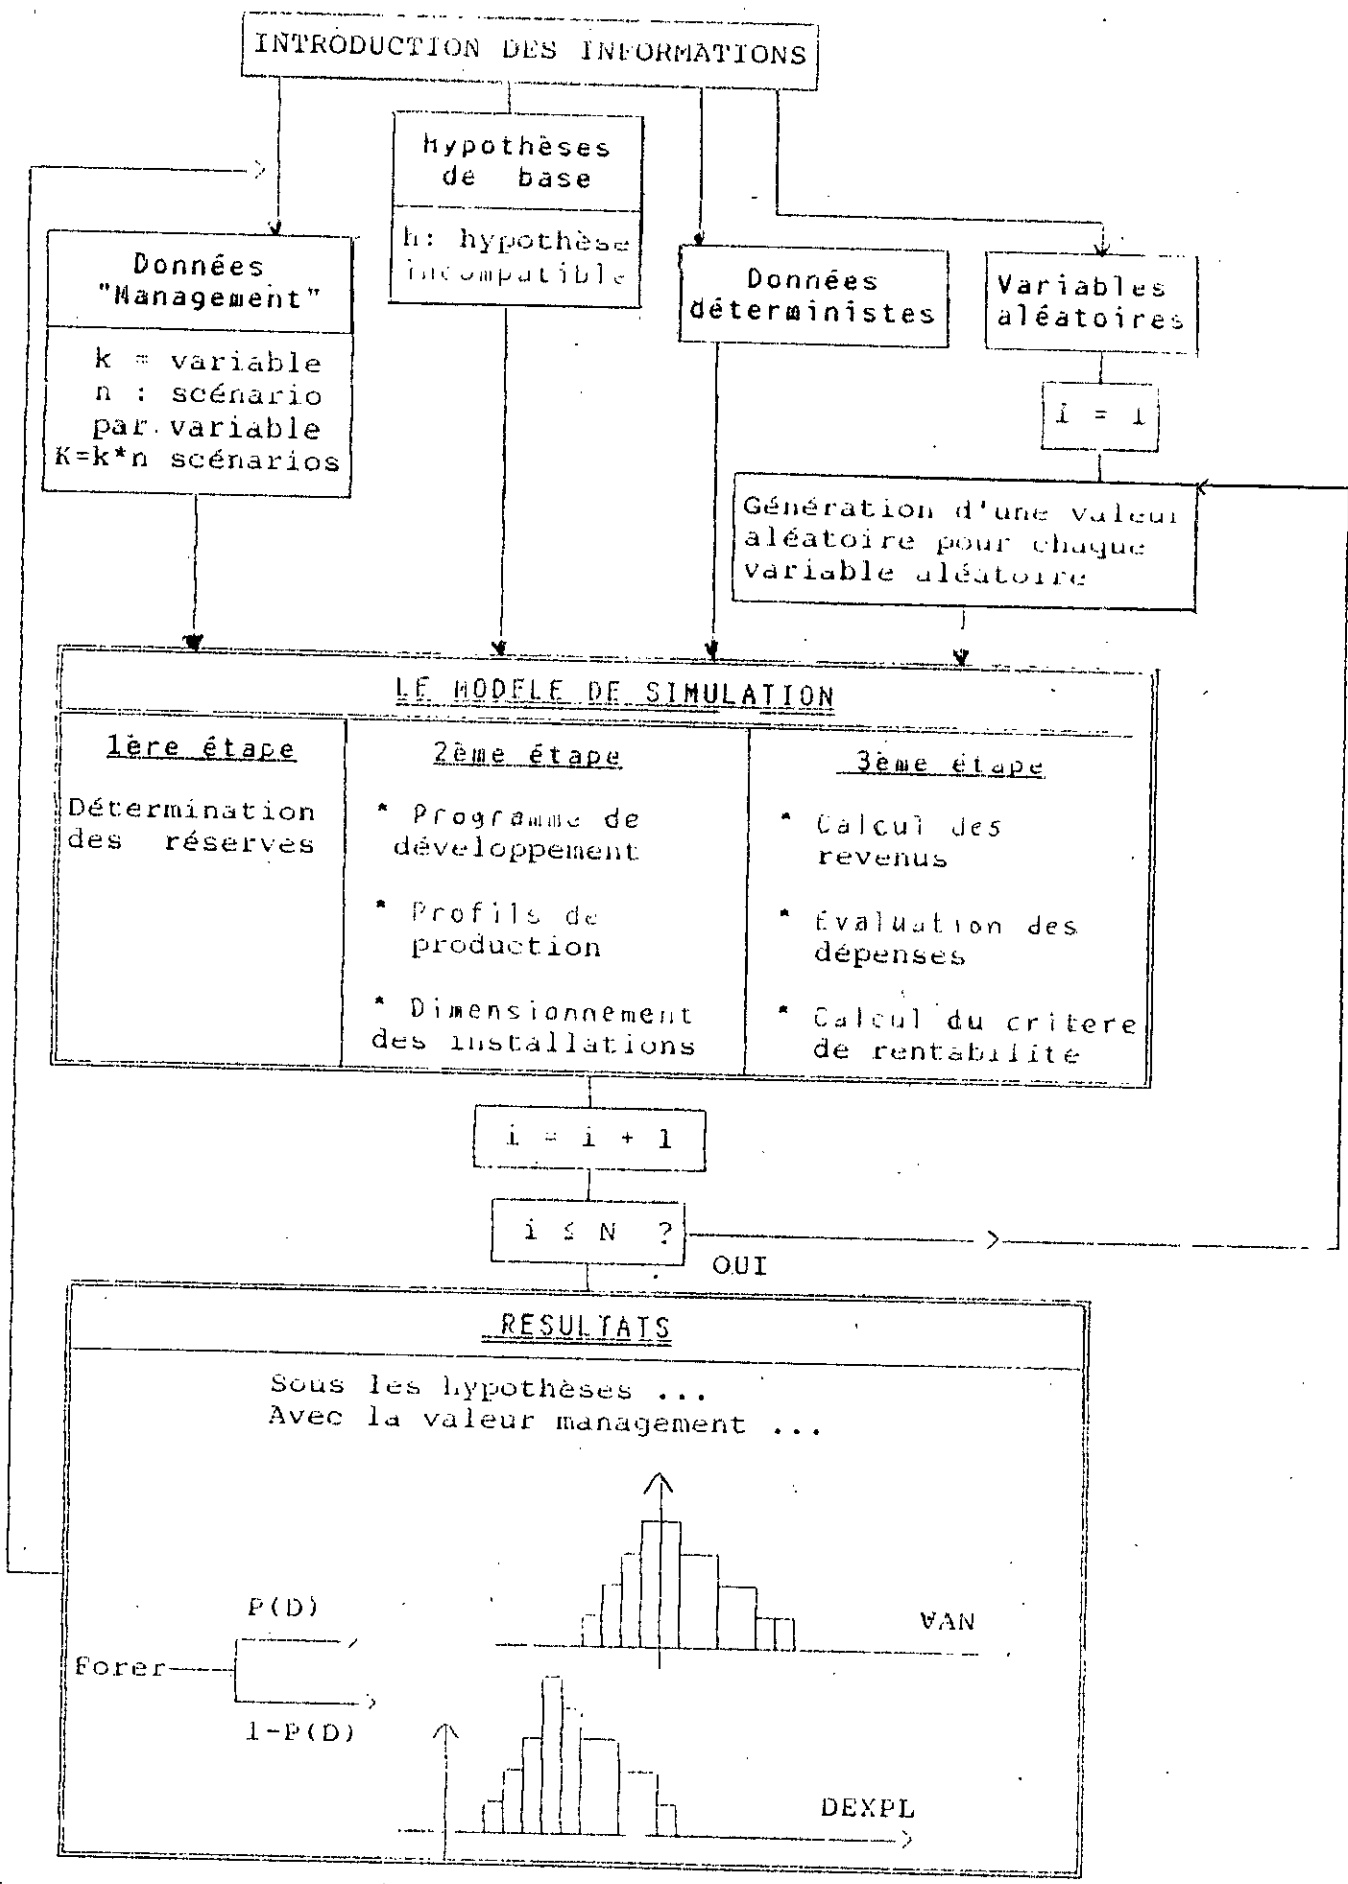 INTRODUCTION DES INFORMATIONS
Hypothèses
de base
h: hypothèse
incompatible
Données
"Management"
k = variable
n : scénario
par variable
K=k*n scénarios
Données
déterministes
Variables
aléatoires
i = 1
Génération d'une valeur
aléatoire pour chaque
variable aléatoire
LE MODELE DE SIMULATION
1ère étape
Détermination
des réserves
2ème étape
* Programme de
développement
* Profils de
production
* Dimensionnement
des installations
3ème étape
* Calcul des
revenus
* Evaluation des
dépenses
* Calcul du critere
de rentabilité
i = i + 1
i ≤ N ?
OUI
RESULTATS
Sous les hypothèses ...
Avec la valeur management ...
P(D)
VAN
Forer
1-P(D)
DEXPL